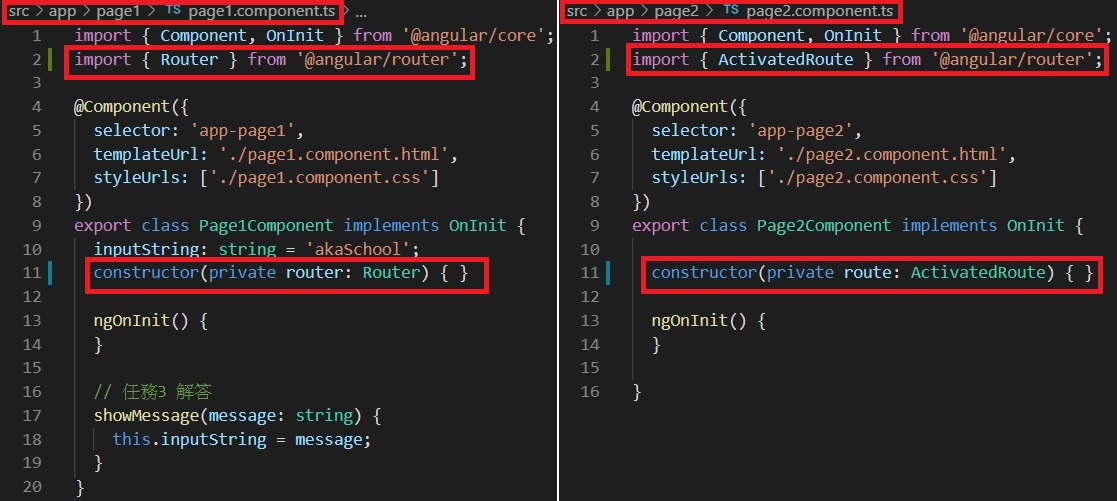 src > app > page1 > TS page1.component.ts > ...
1 import { Component, OnInit } from '@angular/core';
2 import { Router } from '@angular/router';
3
4 @Component({
5   selector: 'app-page1',
6   templateUrl: './page1.component.html',
7   styleUrls: ['./page1.component.css']
8 })
9 export class Page1Component implements OnInit {
10   inputString: string = 'akaSchool';
11   constructor(private router: Router) { }
12
13   ngOnInit() {
14   }
15
16   // 任務3 解答
17   showMessage(message: string) {
18     this.inputString = message;
19   }
20 }
src > app > page2 > TS page2.component.ts
1 import { Component, OnInit } from '@angular/core';
2 import { ActivatedRoute } from '@angular/router';
3
4 @Component({
5   selector: 'app-page2',
6   templateUrl: './page2.component.html',
7   styleUrls: ['./page2.component.css']
8 })
9 export class Page2Component implements OnInit {
10
11   constructor(private route: ActivatedRoute) { }
12
13   ngOnInit() {
14   }
15
16 }